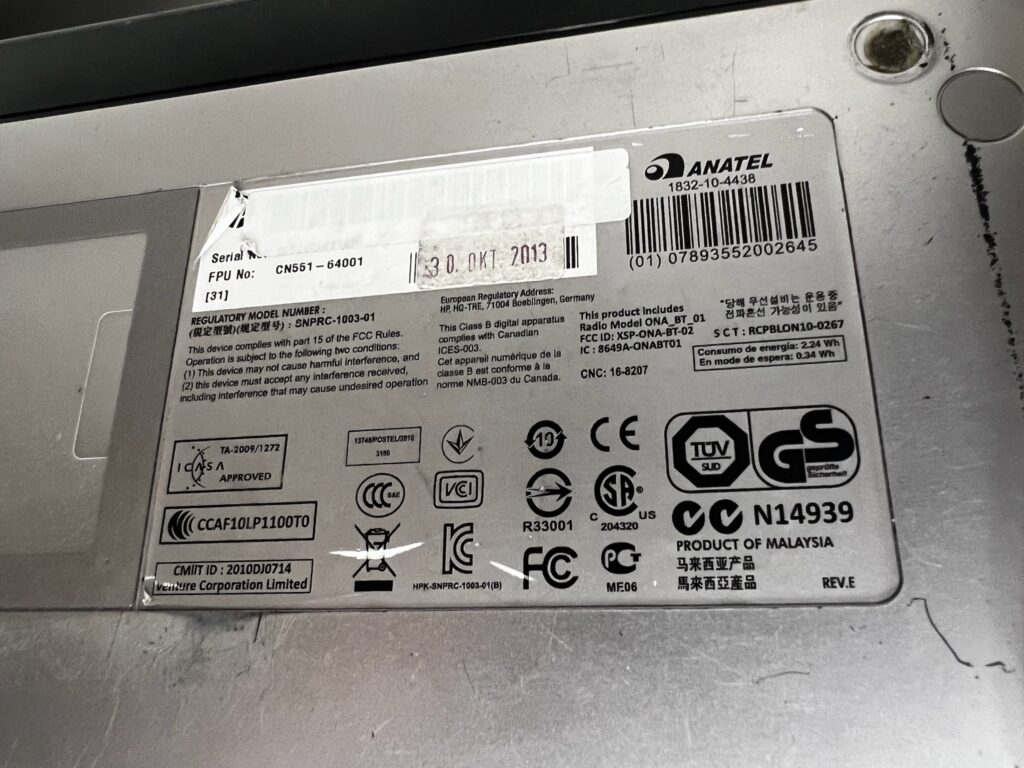 ANATEL
1832-10-4438
(01) 07893552002645
Serial
FPU No: CN551-64001
[31]
30. OKT. 2013
REGULATORY MODEL NUMBER :
(規定型號)(规定型号) : SNPRC-1003-01
This device complies with part 15 of the FCC Rules.
Operation is subject to the following two conditions:
(1) This device may not cause harmful interference, and
(2) this device must accept any interference received,
including interference that may cause undesired operation
European Regulatory Address:
HP, HQ-TRE, 71004 Boeblingen, Germany
This Class B digital apparatus
complies with Canadian
ICES-003.
Cet appareil numérique de la
classe B est conforme à la
norme NMB-003 du Canada.
This product includes
Radio Model ONA_BT_01
FCC ID: XSP-ONA-BT-02
IC : 8649A-ONABT01
CNC: 16-8207
"당해 무선설비는 운용 중
전파혼신 가능성이 있음"
SCT : RCPBLON10-0267
Consumo de energía: 2.24 Wh
En modo de espera: 0.34 Wh
TA-2009/1272
ICASA
APPROVED
13748/POSTEL/2010
3180
CCC S&E
VCI
10
CE
R33001
SA
C US
204320
TÜV
SUD
GS
geprüfte
Sicherheit
N14939
CCAF10LP1100T0
CMIIT ID : 2010DJ0714
Venture Corporation Limited
HPK-SNPRC-1003-01(B)
FC
PCT
ME06
PRODUCT OF MALAYSIA
马来西亚产品
馬來西亞產品
REV.E